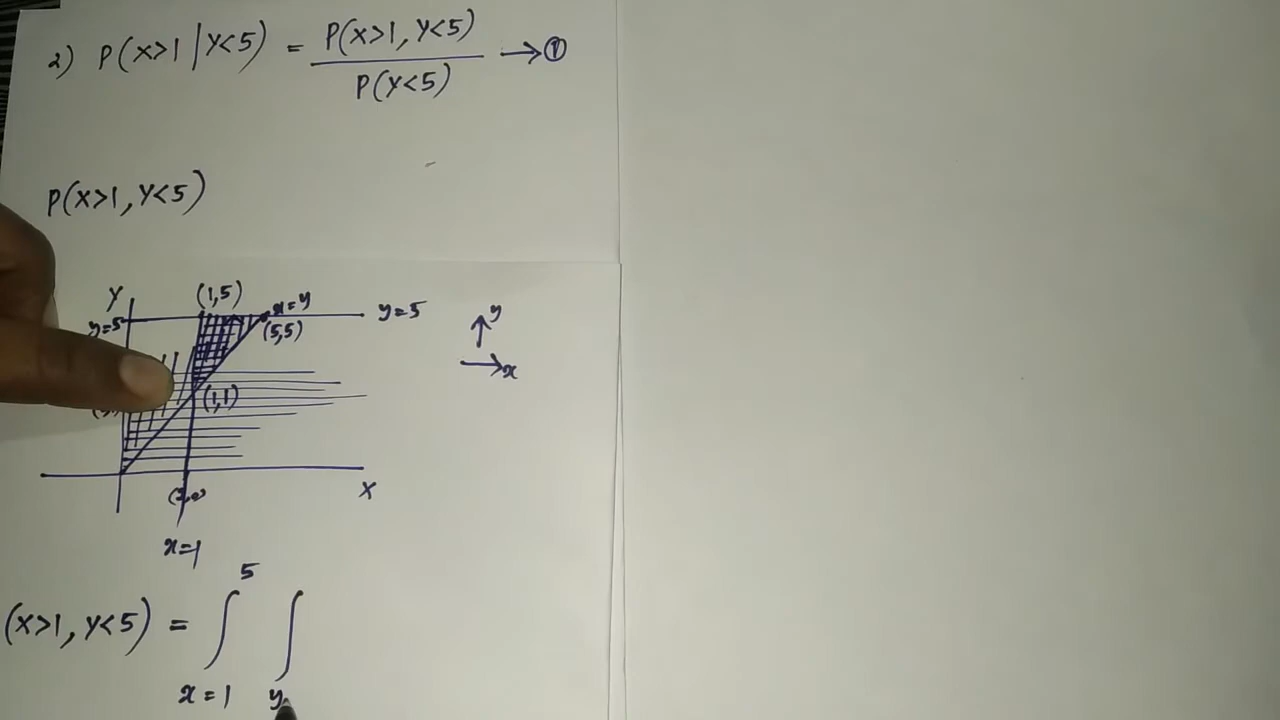 2) P(X>1 | Y<5) = P(X>1, Y<5) / P(Y<5) → ①
P(X>1, Y<5)
Y
(1,5)
x=y
y=5
y=5
(5,5)
y
x
(1,1)
X
x=1
5
(X>1, Y<5) = ∫ ∫
x=1 y